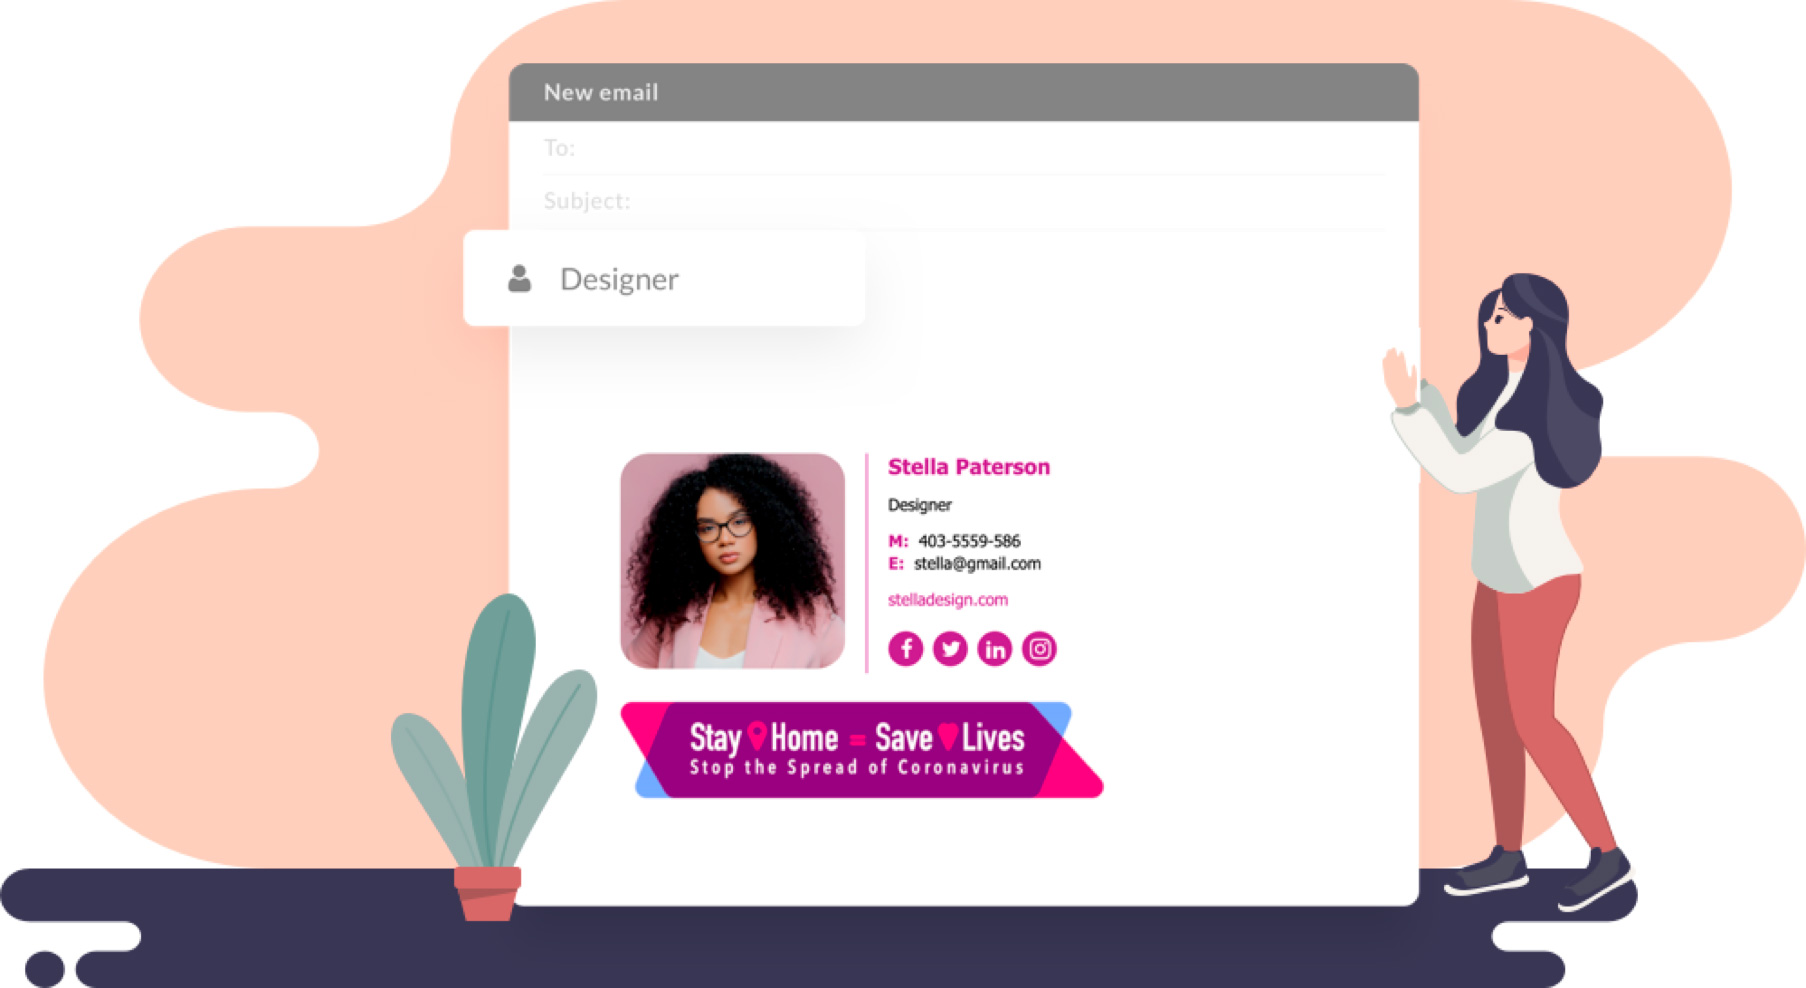 New email
To:
Subject:
Designer
Stella Paterson
Designer
M: 403-5559-586
E: stella@gmail.com
stelladesign.com
Stay Home = Save Lives
Stop the Spread of Coronavirus